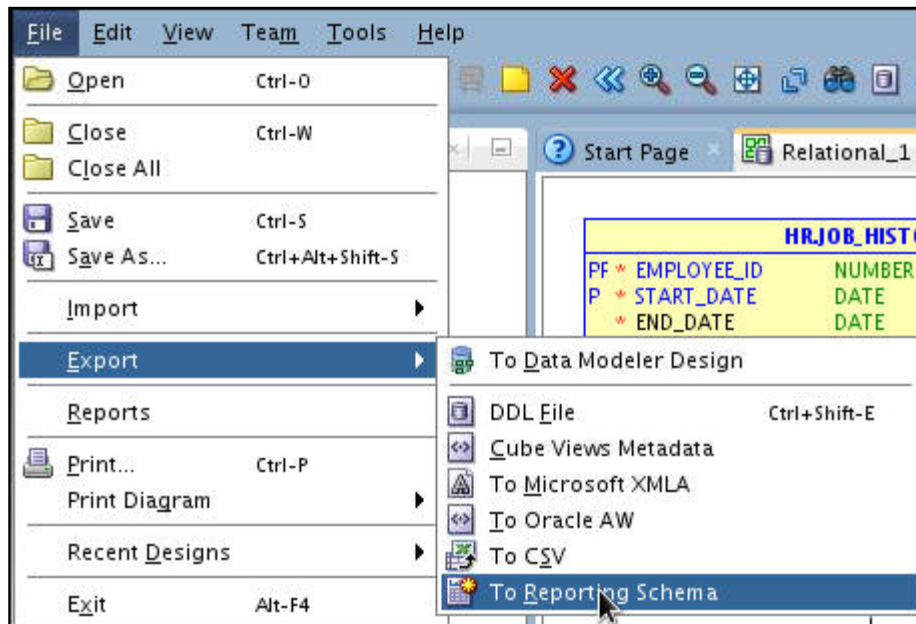 File Edit View Team Tools Help
Open Ctrl-O
Close Ctrl-W
Close All
Save Ctrl-S
Save As... Ctrl+Alt+Shift-S
Import
Export
Reports
Print... Ctrl-P
Print Diagram
Recent Designs
Exit Alt-F4
Start Page Relational_1
HR.JOB_HISTO
PF * EMPLOYEE_ID NUMBER
P * START_DATE DATE
* END_DATE DATE
To Data Modeler Design
DDL File Ctrl+Shift-E
Cube Views Metadata
To Microsoft XMLA
To Oracle AW
To CSV
To Reporting Schema